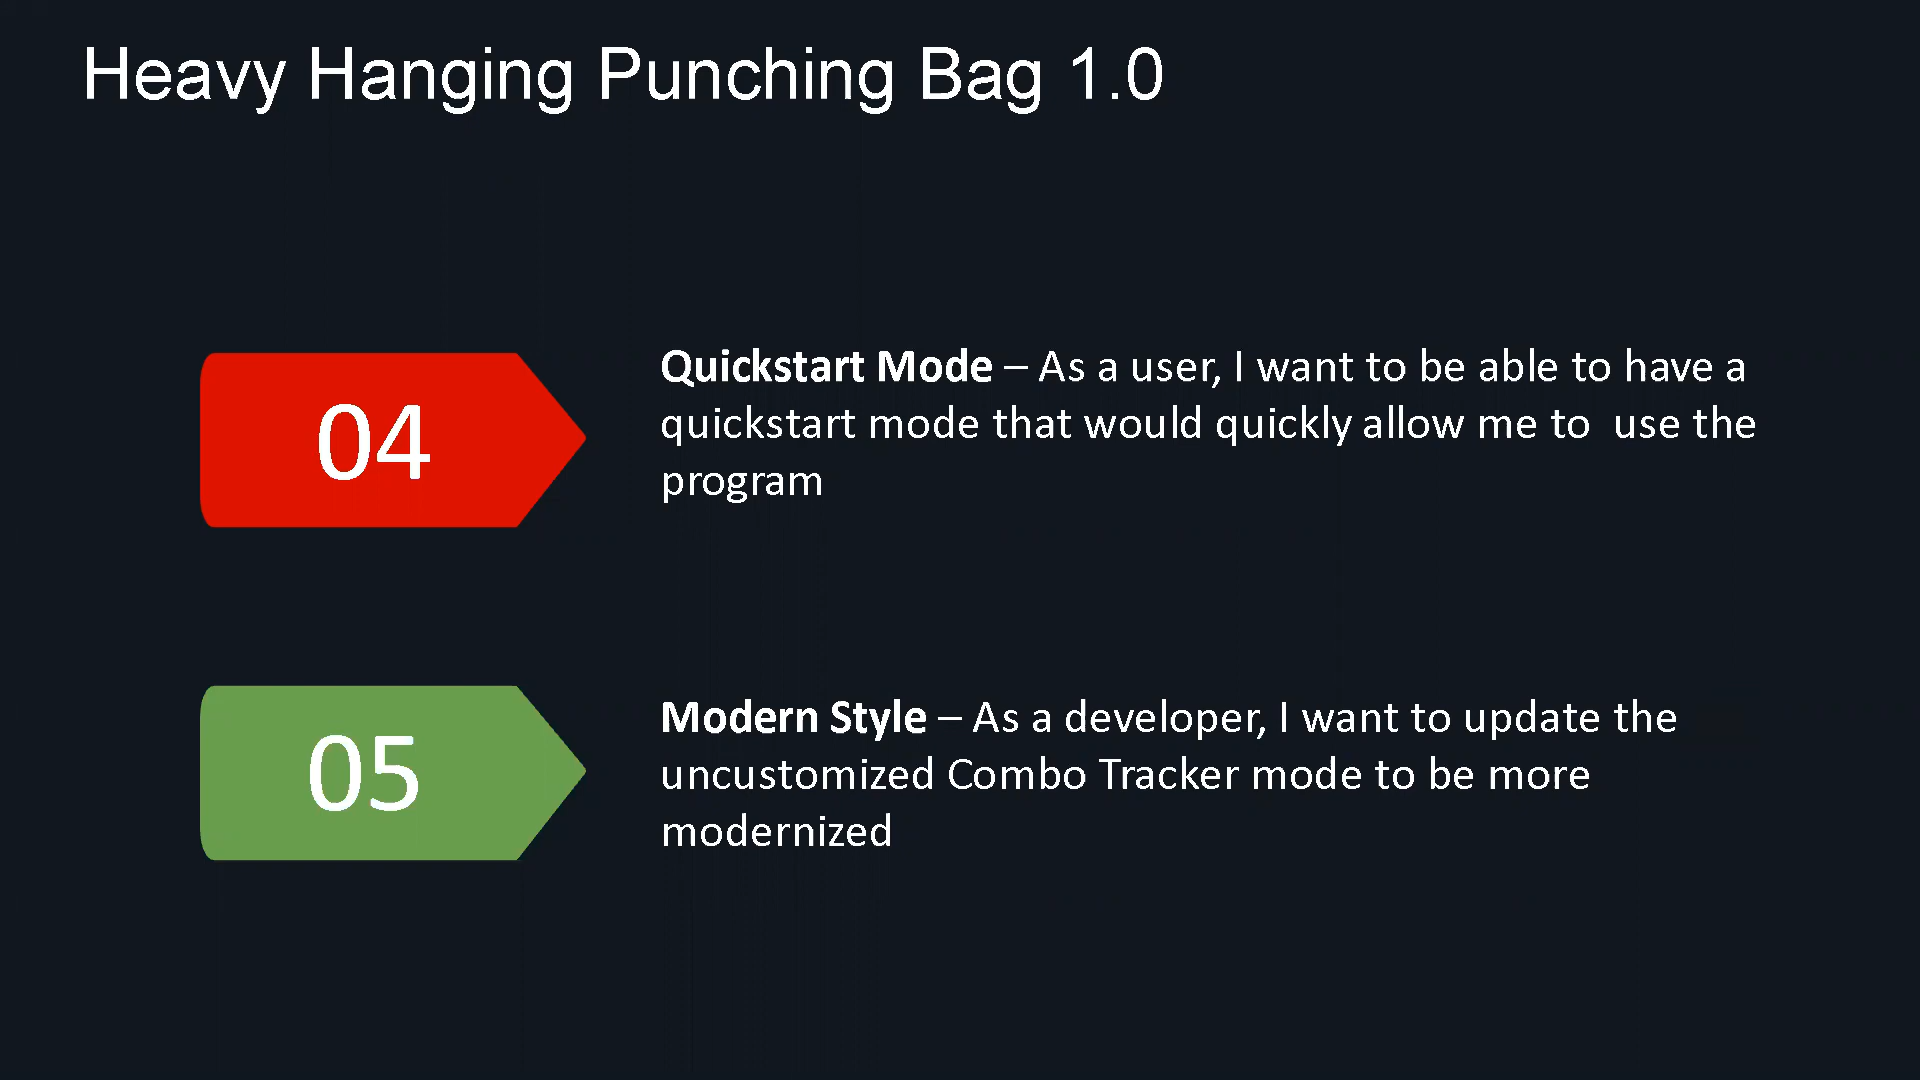 Heavy Hanging Punching Bag 1.0
04
Quickstart Mode – As a user, I want to be able to have a
quickstart mode that would quickly allow me to  use the
program
05
Modern Style – As a developer, I want to update the
uncustomized Combo Tracker mode to be more
modernized